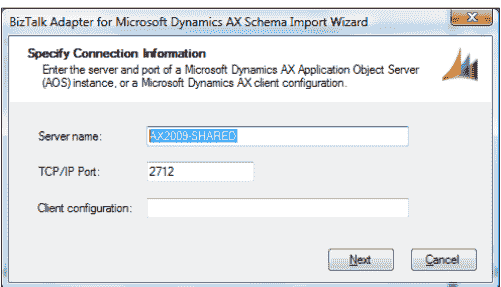 BizTalk Adapter for Microsoft Dynamics AX Schema Import Wizard
Specify Connection Information
Enter the server and port of a Microsoft Dynamics AX Application Object Server
(AOS) instance, or a Microsoft Dynamics AX client configuration.
Server name: AX2009-SHARED
TCP/IP Port: 2712
Client configuration:
Next Cancel